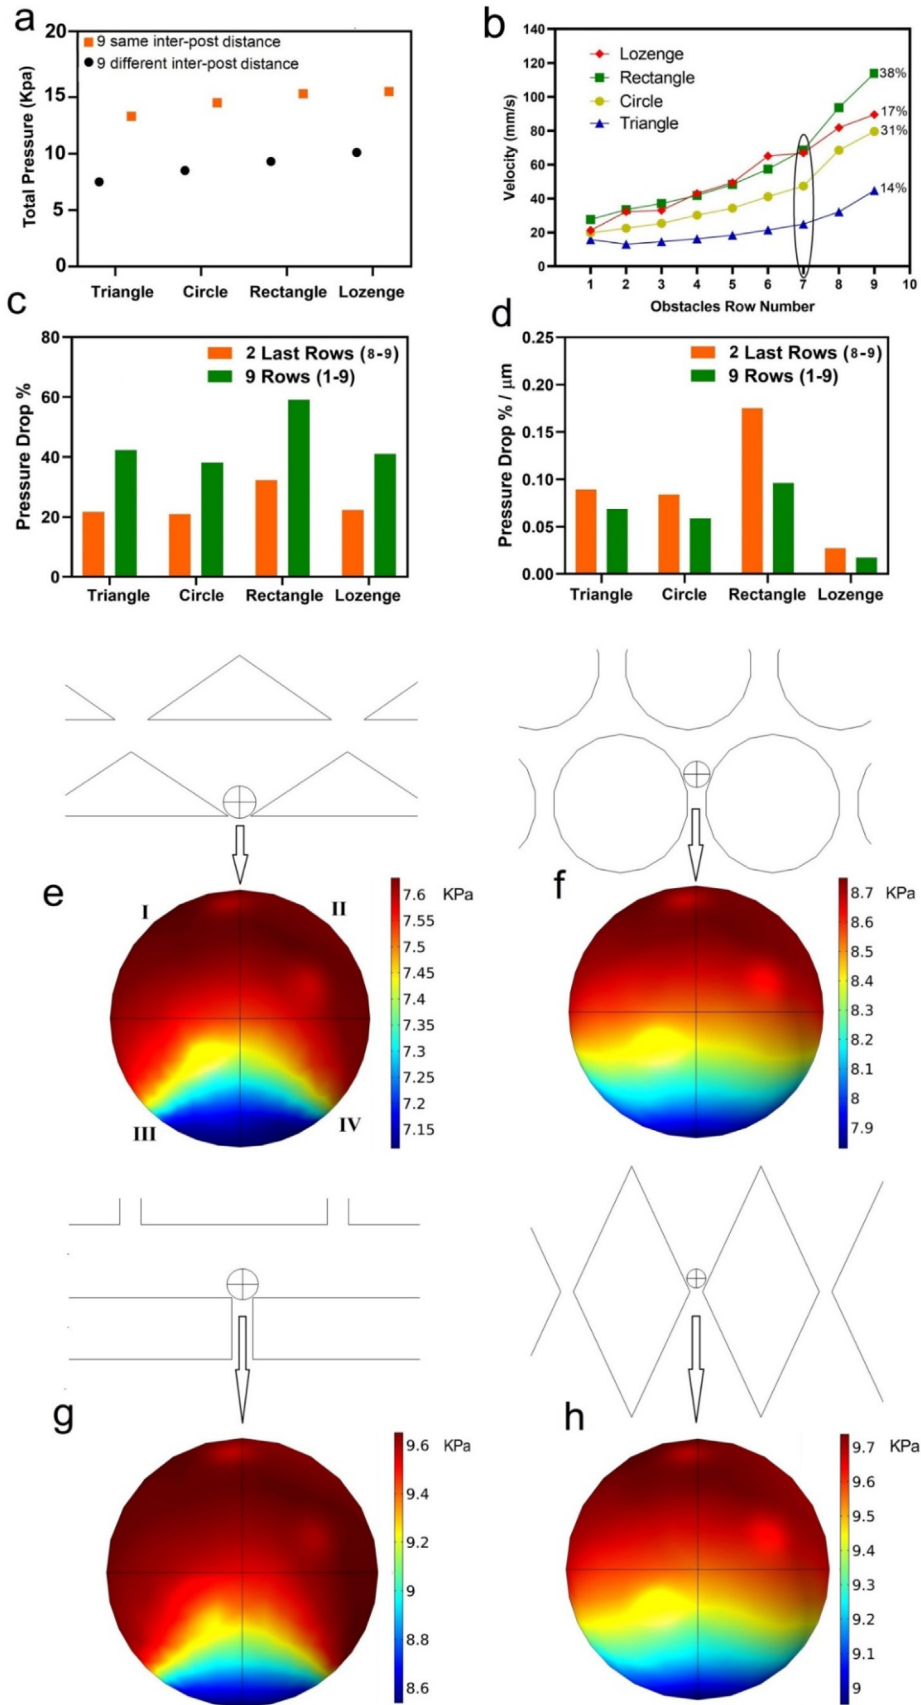 a
Total Pressure (Kpa)
20
15
10
5
0
9 same inter-post distance
9 different inter-post distance
Triangle Circle Rectangle Lozenge
b
Velocity (mm/s)
140
120
100
80
60
40
20
0
Lozenge
Rectangle
Circle
Triangle
38%
17%
31%
14%
1 2 3 4 5 6 7 8 9 10
Obstacles Row Number
c
Pressure Drop %
80
60
40
20
0
2 Last Rows (8-9)
9 Rows (1-9)
Triangle Circle Rectangle Lozenge
d
Pressure Drop % / μm
0.25
0.20
0.15
0.10
0.05
0.00
2 Last Rows (8-9)
9 Rows (1-9)
Triangle Circle Rectangle Lozenge
e
I
II
III
IV
KPa
7.6
7.55
7.5
7.45
7.4
7.35
7.3
7.25
7.2
7.15
f
KPa
8.7
8.6
8.5
8.4
8.3
8.2
8.1
8
7.9
g
KPa
9.6
9.4
9.2
9
8.8
8.6
h
KPa
9.7
9.6
9.5
9.4
9.3
9.2
9.1
9